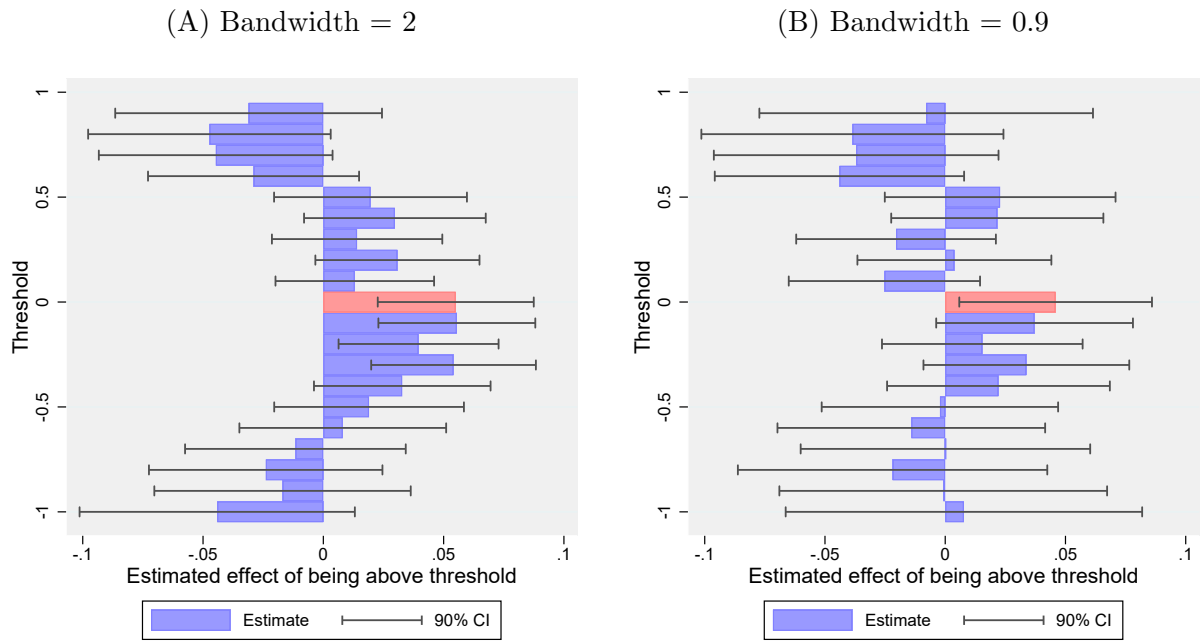 (A) Bandwidth = 2
Threshold
1
0.5
0
-0.5
-1
-.1 -.05 0 .05 .1
Estimated effect of being above threshold
Estimate 90% CI
(B) Bandwidth = 0.9
Threshold
1
0.5
0
-0.5
-1
-.1 -.05 0 .05 .1
Estimated effect of being above threshold
Estimate 90% CI